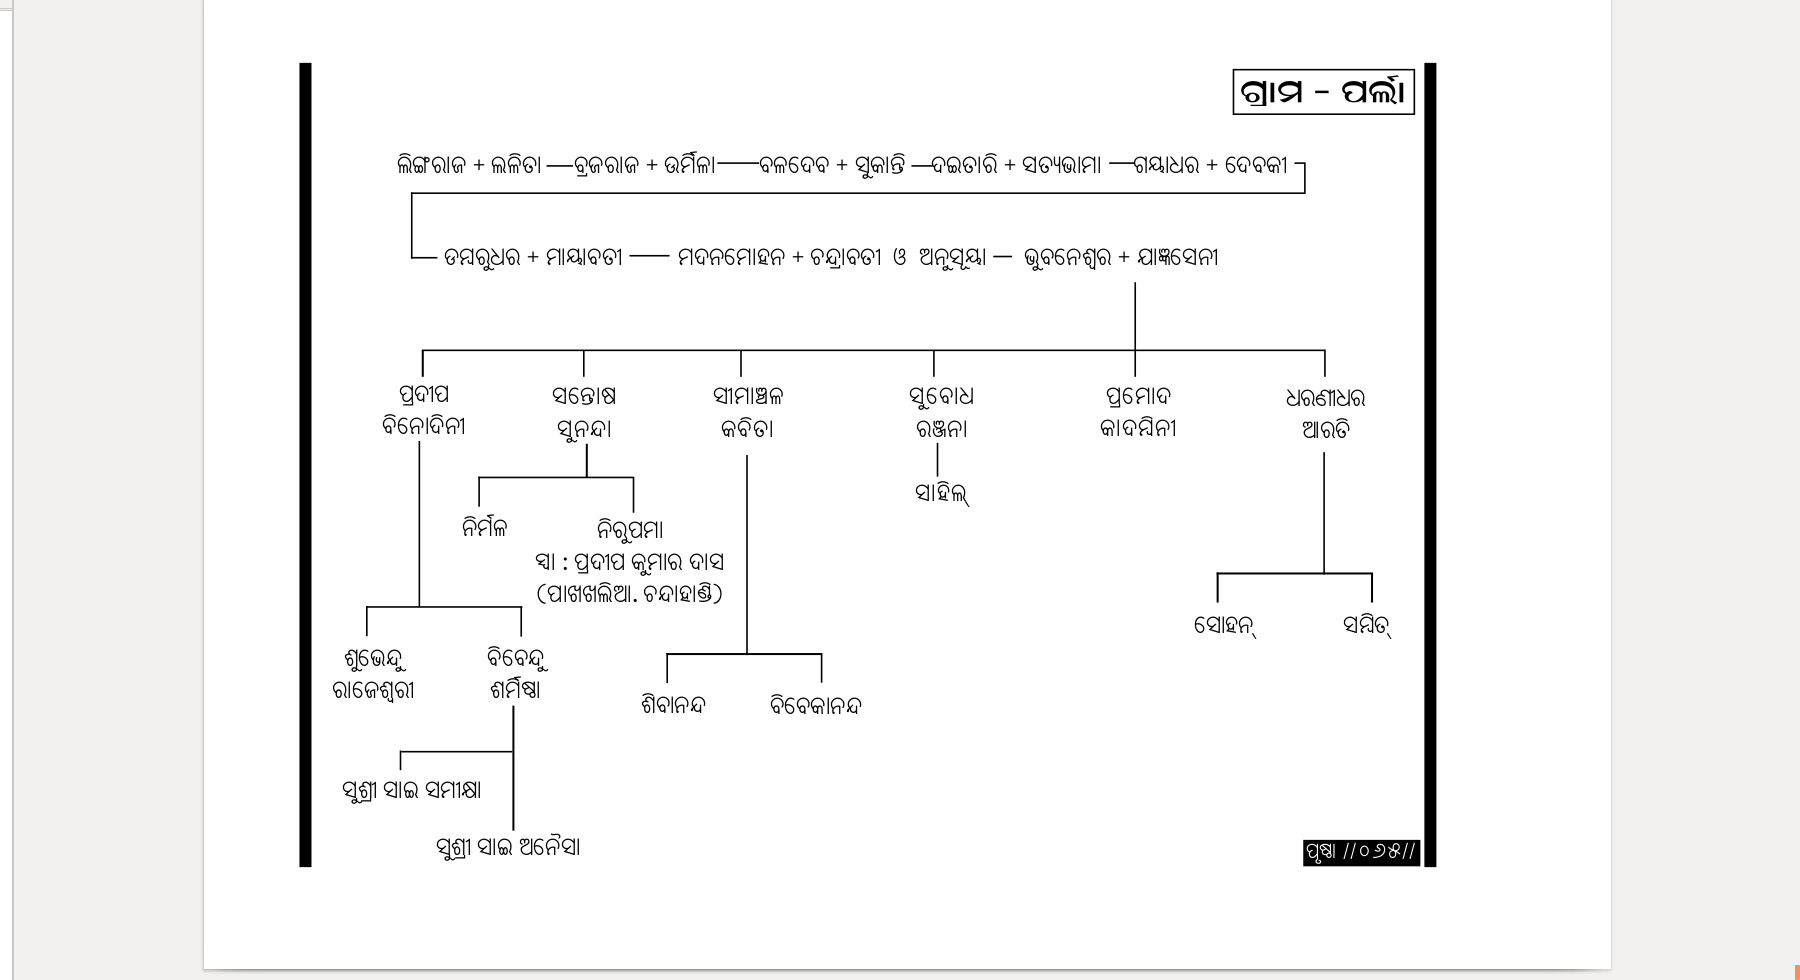 ଗ୍ରାମ - ପର୍ଲା
ଲିଙ୍ଗରାଜ + ଲଳିତା — ବ୍ରଜରାଜ + ଉର୍ମିଳା — ବଳଦେବ + ସୁକାନ୍ତି — ଦଇତାରି + ସତ୍ୟଭାମା — ଗୟାଧର + ଦେବକୀ
ଡମ୍ବରୁଧର + ମାୟାବତୀ — ମଦନମୋହନ + ଚନ୍ଦ୍ରାବତୀ ଓ ଅନୁସୂୟା — ଭୁବନେଶ୍ୱର + ଯାଜ୍ଞସେନୀ
ପ୍ରଦୀପ ସନ୍ତୋଷ ସୀମାଞ୍ଚଳ ସୁବୋଧ ପ୍ରମୋଦ ଧରଣୀଧର
ବିନୋଦିନୀ ସୁନନ୍ଦା କବିତା ରଞ୍ଜନା କାଦମ୍ବିନୀ ଆରତି
ସାହିଲ୍
ନିର୍ମଳ ନିରୁପମା
ସ୍ୱା : ପ୍ରଦୀପ କୁମାର ଦାସ
(ପାଖଖଲିଆ. ଚନ୍ଦାହାଣ୍ଡି)
ସୋହନ୍ ସମ୍ବିତ୍
ଶୁଭେନ୍ଦୁ ବିବେନ୍ଦୁ
ରାଜେଶ୍ୱରୀ ଶର୍ମିଷ୍ଠା
ଶିବାନନ୍ଦ ବିବେକାନନ୍ଦ
ସୁଶ୍ରୀ ସାଇ ସମୀକ୍ଷା
ସୁଶ୍ରୀ ସାଇ ଅନୈସା
ପୃଷ୍ଠା //୦୬୫//